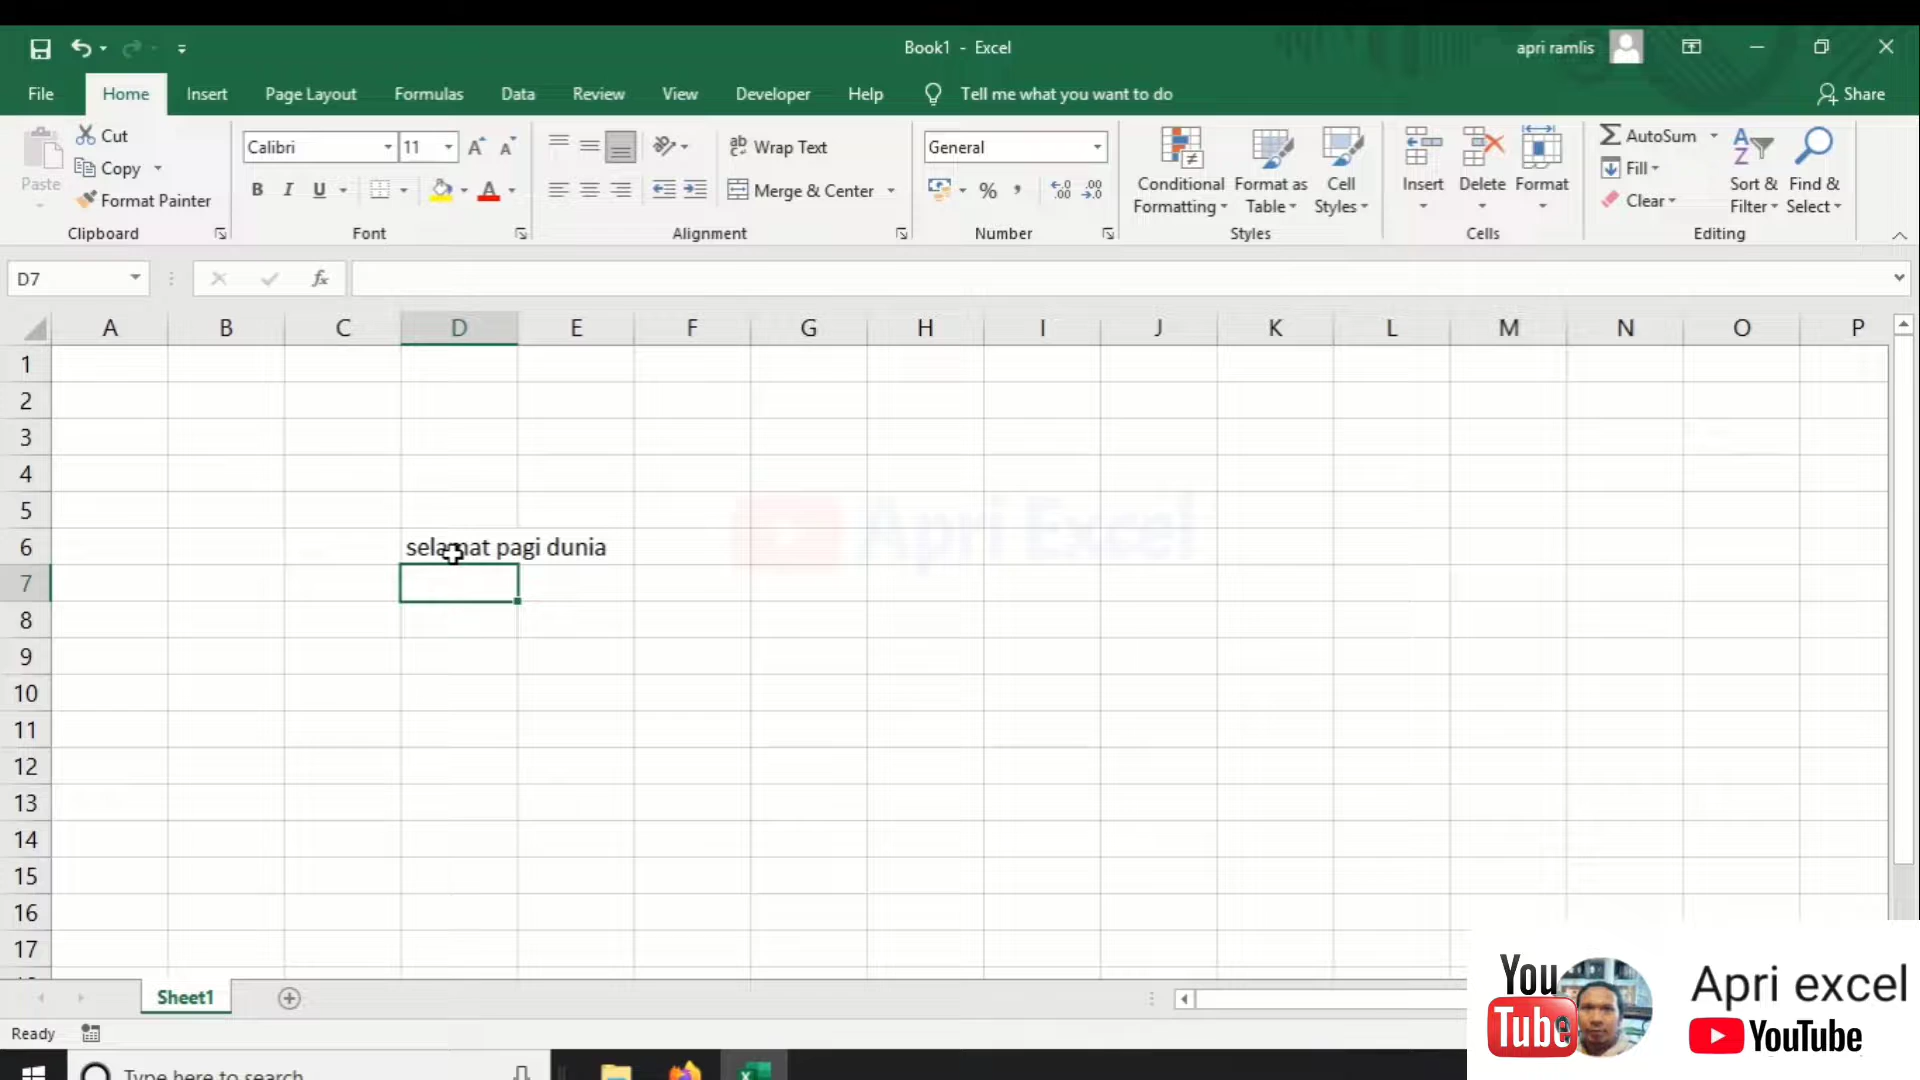 Book1 - Excel
apri ramlis
File Home Insert Page Layout Formulas Data Review View Developer Help Tell me what you want to do Share
Paste
Cut
Copy
Format Painter
Clipboard
Calibri 11
B I U A
Font
Wrap Text
Merge & Center
Alignment
General
% ,
Number
Conditional Formatting
Format as Table
Cell Styles
Styles
Insert Delete Format
Cells
AutoSum
Fill
Clear
Sort & Filter
Find & Select
Editing
D7 fx
A B C D E F G H I J K L M N O P
1
2
3
4
5
6 selamat pagi dunia
Apri Excel
7
8
9
10
11
12
13
14
15
16
17
Sheet1
Ready
Type here to search
You Tube
Apri excel
YouTube